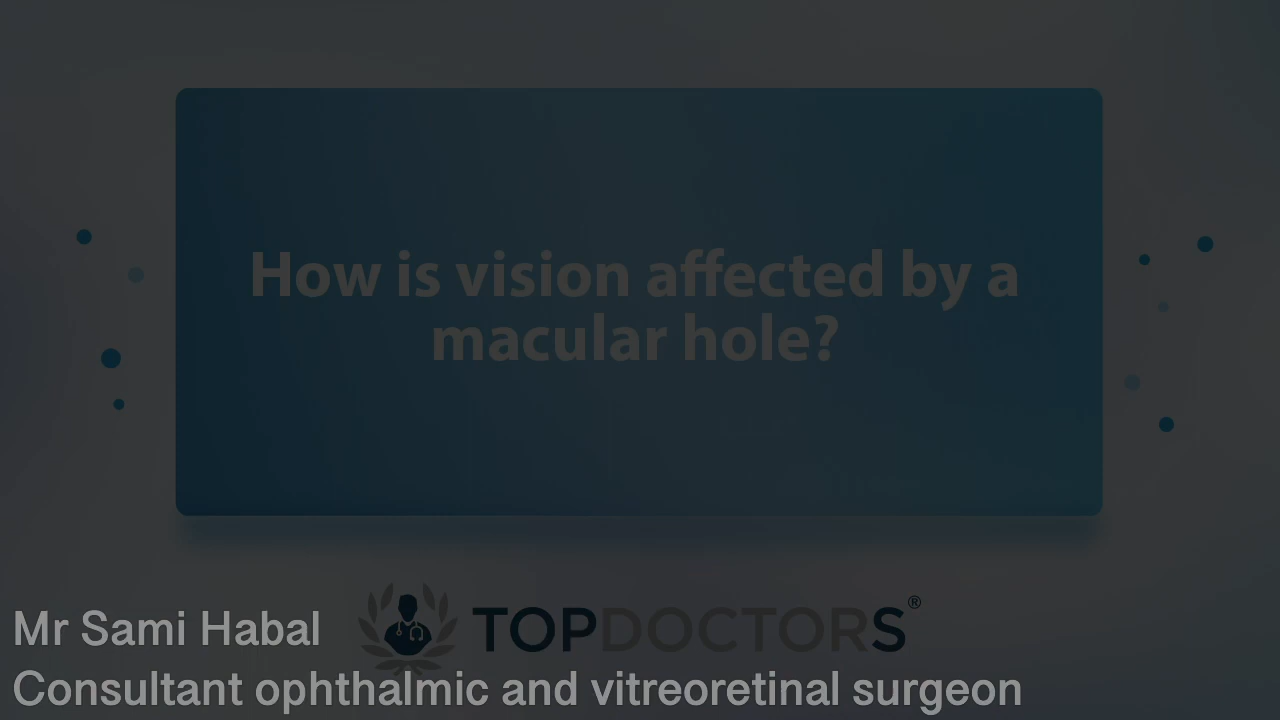 How is vision affected by a
macular hole?
TOPDOCTORS®
Mr Sami Habal
Consultant ophthalmic and vitreoretinal surgeon